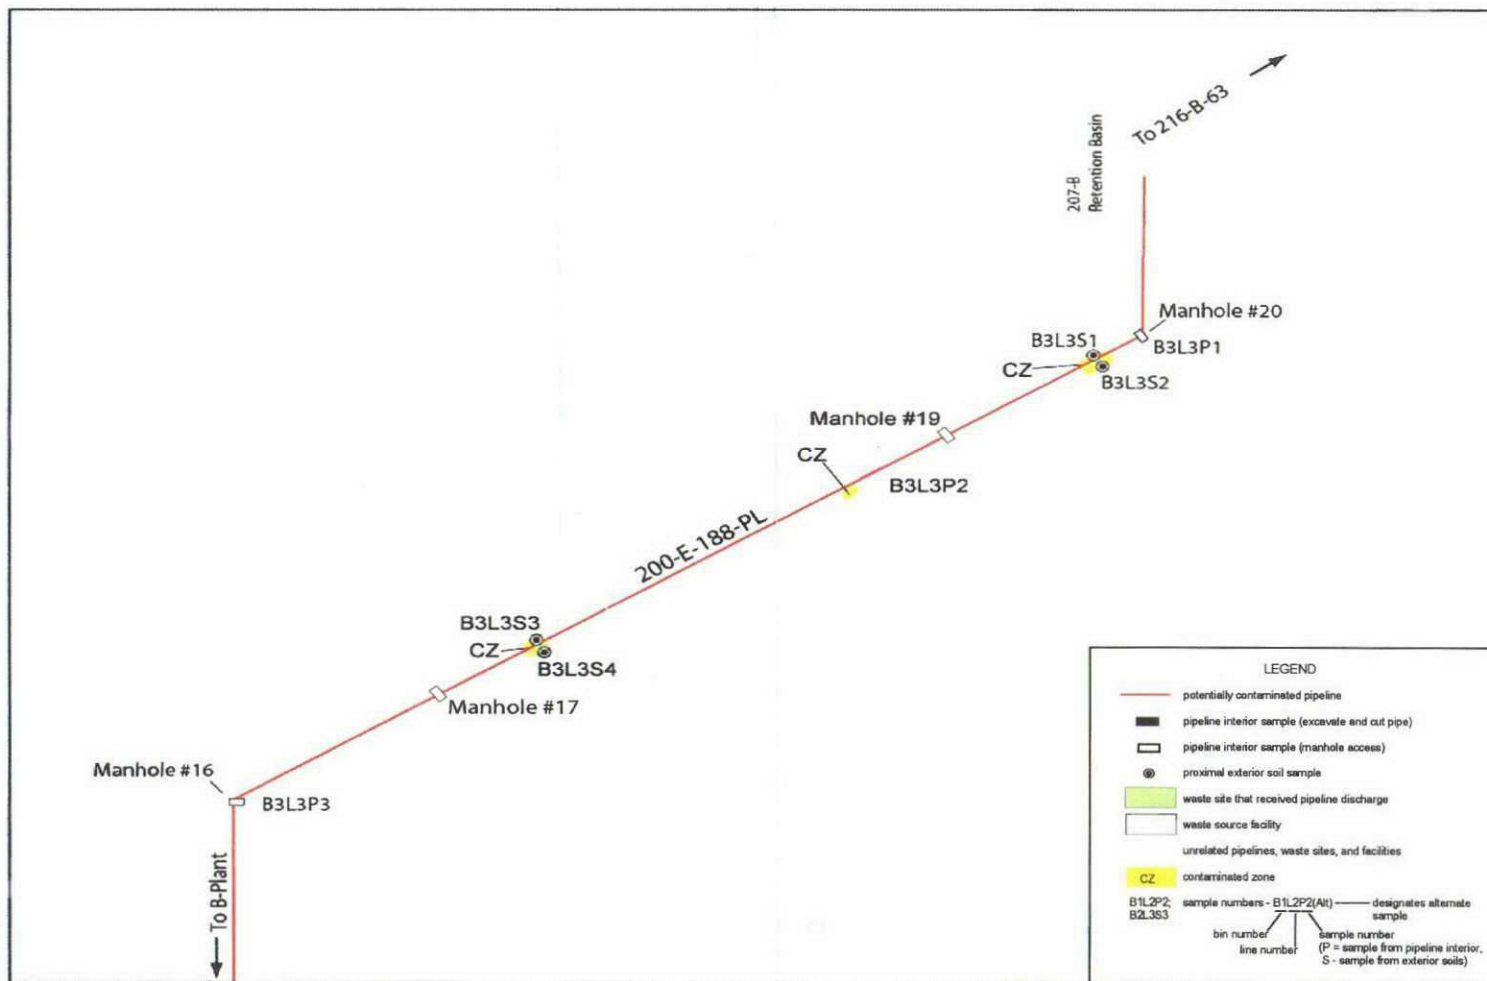 To 216-B-63
207-B
Retention Basin
Manhole #20
B3L3S1
B3L3P1
CZ
B3L3S2
Manhole #19
CZ
B3L3P2
200-E-188-PL
B3L3S3
CZ
B3L3S4
Manhole #17
Manhole #16
B3L3P3
To B-Plant
LEGEND
potentially contaminated pipeline
pipeline interior sample (excavate and cut pipe)
pipeline interior sample (manhole access)
proximal exterior soil sample
waste site that received pipeline discharge
waste source facility
unrelated pipelines, waste sites, and facilities
CZ contaminated zone
B1L2P2; sample numbers - B1L2P2(Alt) designates alternate
B2L3S3 sample
bin number sample number
line number (P = sample from pipeline interior,
S - sample from exterior soils)